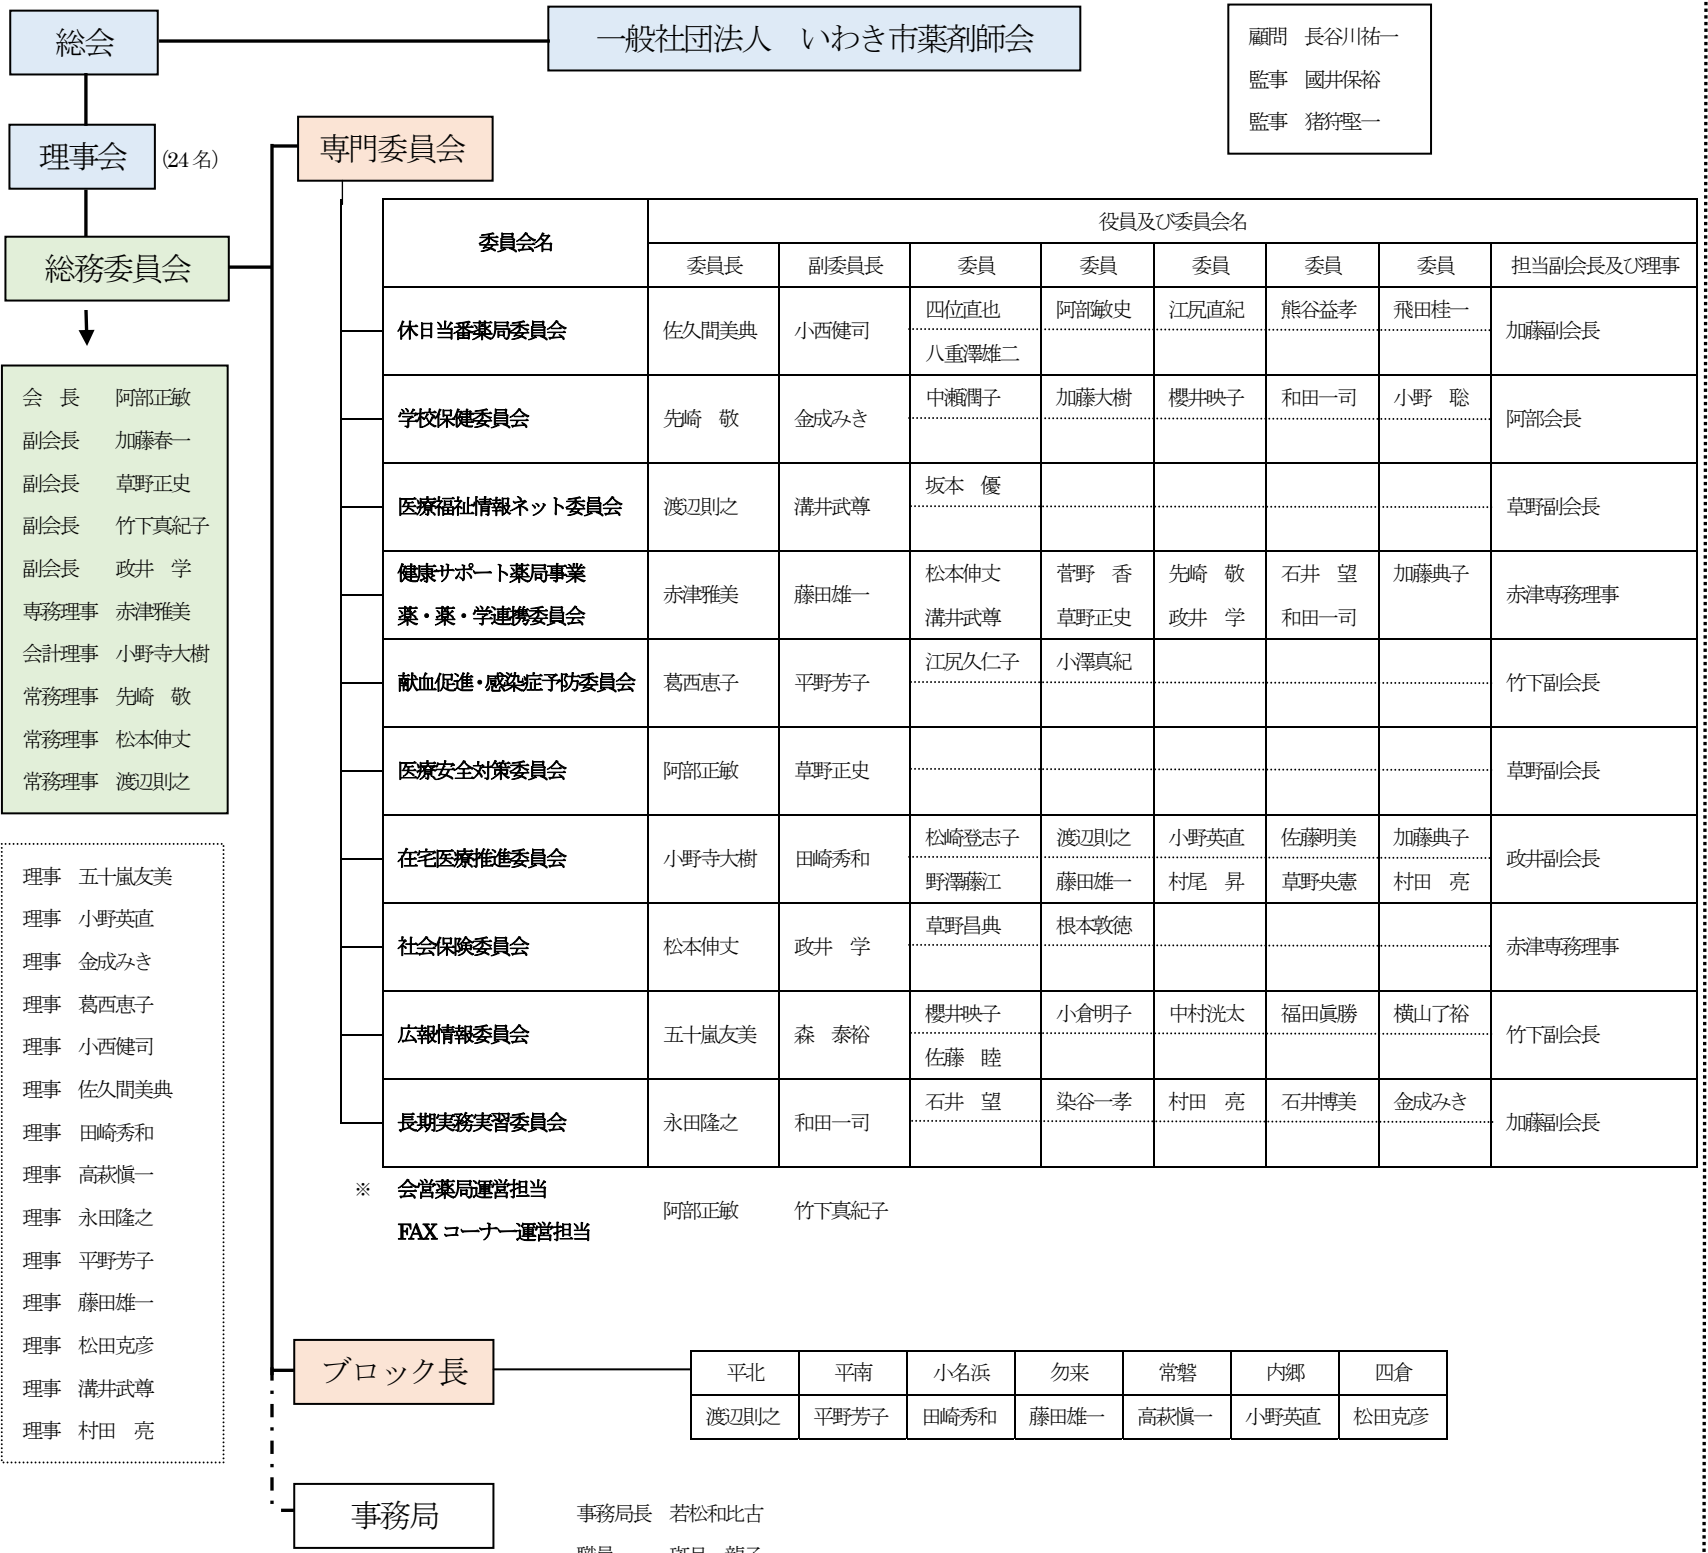 総会
一般社団法人　いわき市薬剤師会
顧問　長谷川祐一
監事　國井保裕
監事　猪狩堅一
理事会 (24名)
専門委員会
総務委員会
会　長　　阿部正敏
副会長　　加藤春一
副会長　　草野正史
副会長　　竹下真紀子
副会長　　政井　学
専務理事　赤津雅美
会計理事　小野寺大樹
常務理事　先崎　敬
常務理事　松本伸丈
常務理事　渡辺則之
理事　五十嵐友美
理事　小野英直
理事　金成みき
理事　葛西恵子
理事　小西健司
理事　佐久間美典
理事　田崎秀和
理事　高萩愼一
理事　永田隆之
理事　平野芳子
理事　藤田雄一
理事　松田克彦
理事　溝井武尊
理事　村田　亮
委員会名 役員及び委員会名
委員長 副委員長 委員 委員 委員 委員 委員 担当副会長及び理事
休日当番薬局委員会 佐久間美典 小西健司 四位直也 阿部敏史 江尻直紀 熊谷益孝 飛田桂一 加藤副会長
八重澤雄二
学校保健委員会 先崎　敬 金成みき 中瀬潤子 加藤大樹 櫻井映子 和田一司 小野　聡 阿部会長
医療福祉情報ネット委員会 渡辺則之 溝井武尊 坂本　優 草野副会長
健康サポート薬局事業 赤津雅美 藤田雄一 松本伸丈 菅野　香 先崎　敬 石井　望 加藤典子 赤津専務理事
薬・薬・学連携委員会 溝井武尊 草野正史 政井　学 和田一司
献血促進・感染症予防委員会 葛西恵子 平野芳子 江尻久仁子 小澤真紀 竹下副会長
医療安全対策委員会 阿部正敏 草野正史 草野副会長
在宅医療推進委員会 小野寺大樹 田崎秀和 松崎登志子 渡辺則之 小野英直 佐藤明美 加藤典子 政井副会長
野澤藤江 藤田雄一 村尾　昇 草野央憲 村田　亮
社会保険委員会 松本伸丈 政井　学 草野昌典 根本敦徳 赤津専務理事
広報情報委員会 五十嵐友美 森　泰裕 櫻井映子 小倉明子 中村洸太 福田眞勝 横山了裕 竹下副会長
佐藤　睦
長期実務実習委員会 永田隆之 和田一司 石井　望 染谷一孝 村田　亮 石井博美 金成みき 加藤副会長
※　会営薬局運営担当
FAX コーナー運営担当
阿部正敏 竹下真紀子
ブロック長
平北 平南 小名浜 勿来 常磐 内郷 四倉
渡辺則之 平野芳子 田崎秀和 藤田雄一 高萩愼一 小野英直 松田克彦
事務局
事務局長　若松和比古